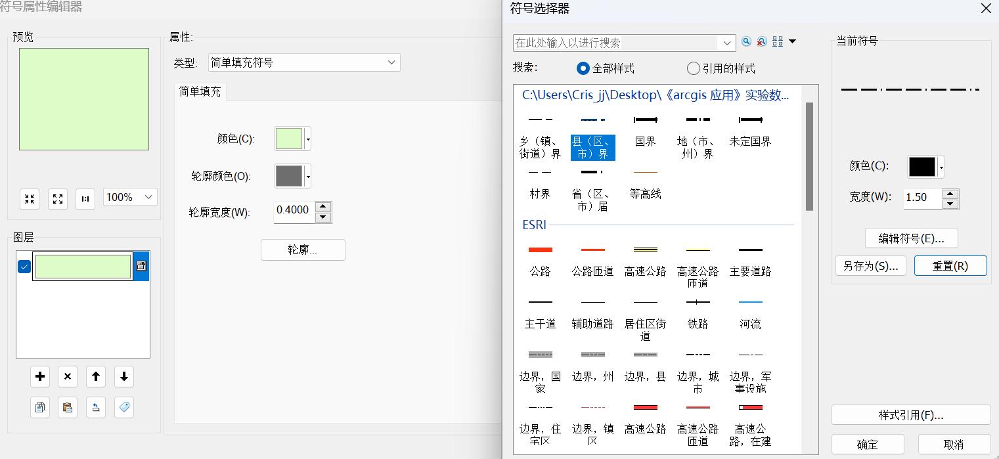 符号属性编辑器
预览
100%
图层
属性:
类型:
简单填充符号
简单填充
颜色(C):
轮廓颜色(O):
轮廓宽度(W):
0.4000
轮廓...
符号选择器
在此处输入以进行搜索
搜索:
全部样式
引用的样式
C:\Users\Cris_jj\Desktop\《arcgis 应用》实验数...
乡（镇、
街道）界
县（区、
市）界
国界
地（市、
州）界
未定国界
村界
省（区、
市）届
等高线
ESRI
公路
公路匝道
高速公路
高速公路
匝道
主要道路
主干道
辅助道路
居住区街
道
铁路
河流
边界，国
家
边界，州
边界，县
边界，城
市
边界，军
事设施
边界，住
宅区
边界，镇
区
高速公路
高速公路
匝道
高速公
路，在建
当前符号
颜色(C):
宽度(W):
1.50
编辑符号(E)...
另存为(S)...
重置(R)
样式引用(F)...
确定
取消